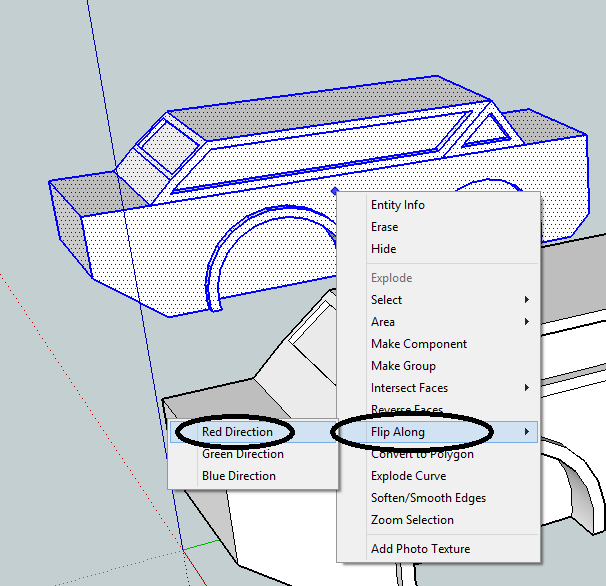 Entity Info
Erase
Hide
Explode
Select
Area
Make Component
Make Group
Intersect Faces
Reverse Faces
Flip Along
Red Direction
Green Direction
Blue Direction
Convert to Polygon
Explode Curve
Soften/Smooth Edges
Zoom Selection
Add Photo Texture